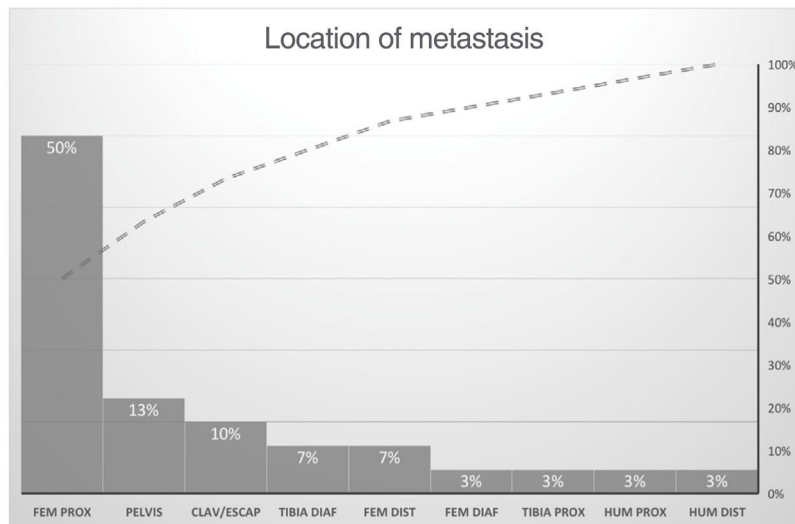 Location of metastasis
100%
90%
80%
70%
60%
50%
40%
30%
20%
10%
0%
50%
13%
10%
7%
7%
3%
3%
3%
3%
FEM PROX
PELVIS
CLAV/ESCAP
TIBIA DIAF
FEM DIST
FEM DIAF
TIBIA PROX
HUM PROX
HUM DIST